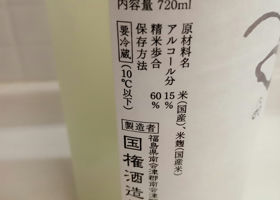 内容量 720ml
原材料名 米(国産)、米麹(国産米)
アルコール分 15%
精米歩合 60%
保存方法
要冷蔵(10℃以下)
製造者
福島県南会津郡南会津
国権酒造